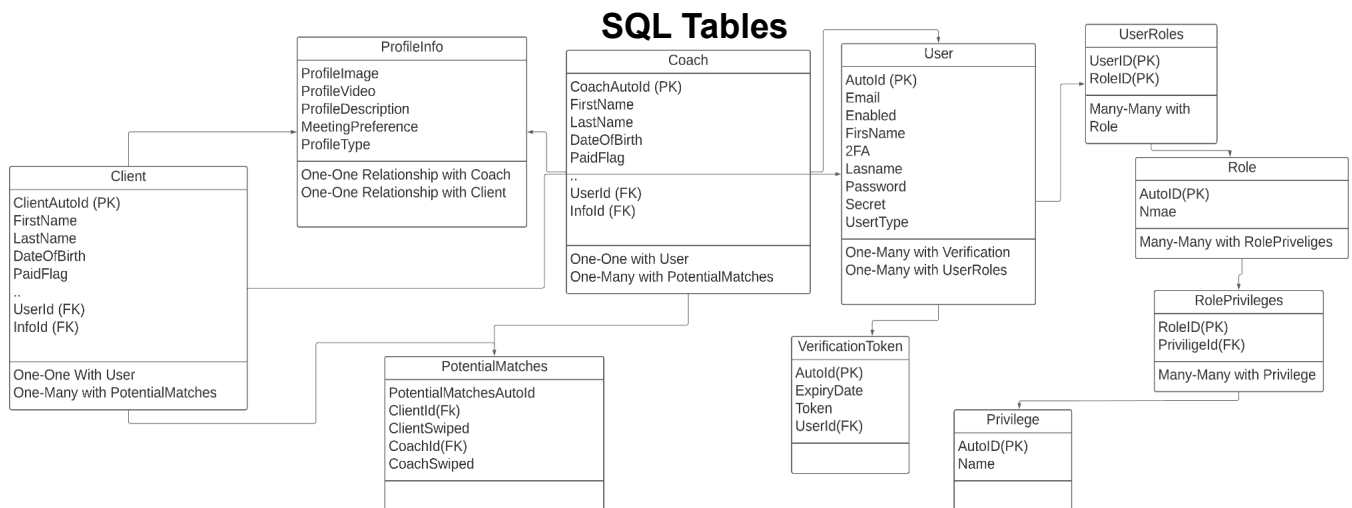 SQL Tables
ProfileInfo
ProfileImage
ProfileVideo
ProfileDescription
MeetingPreference
ProfileType
One-One Relationship with Coach
One-One Relationship with Client
Coach
CoachAutoId (PK)
FirstName
LastName
DateOfBirth
PaidFlag
..
UserId (FK)
InfoId (FK)
One-One with User
One-Many with PotentialMatches
User
AutoId (PK)
Email
Enabled
FirsName
2FA
Lasname
Password
Secret
UsertType
One-Many with Verification
One-Many with UserRoles
UserRoles
UserID(PK)
RoleID(PK)
Many-Many with
Role
Role
AutoID(PK)
Nmae
Many-Many with RolePriveliges
Client
ClientAutoId (PK)
FirstName
LastName
DateOfBirth
PaidFlag
..
UserId (FK)
InfoId (FK)
One-One With User
One-Many with PotentialMatches
PotentialMatches
PotentialMatchesAutoId
ClientId(Fk)
ClientSwiped
CoachId(FK)
CoachSwiped
VerificationToken
AutoId(PK)
ExpiryDate
Token
UserId(FK)
RolePrivileges
RoleID(PK)
PriviligeId(FK)
Many-Many with Privilege
Privilege
AutoID(PK)
Name